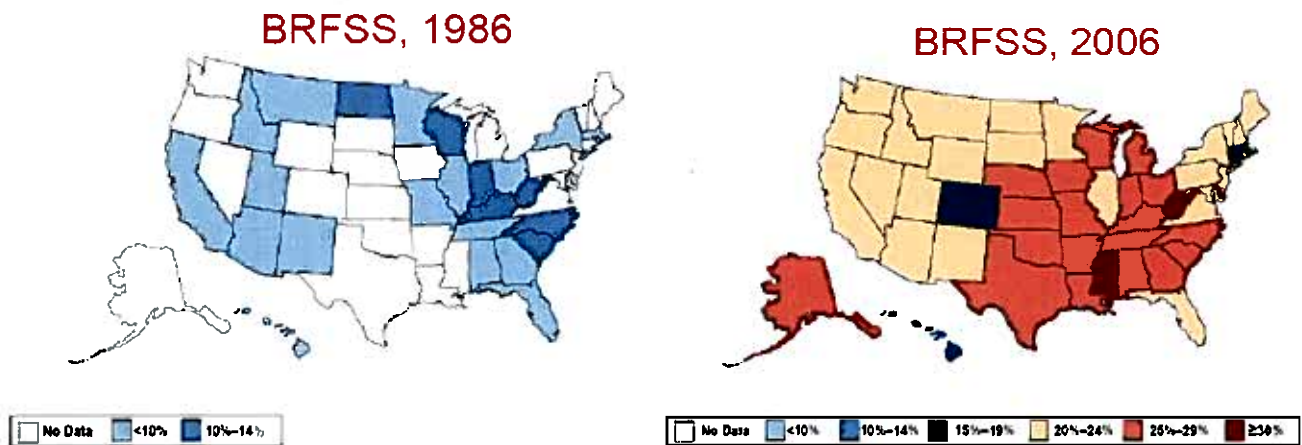 BRFSS, 1986
BRFSS, 2006
No Data <10% 10%–14%
No Data <10% 10%–14% 15%–19% 20%–24% 25%–29% ≥30%